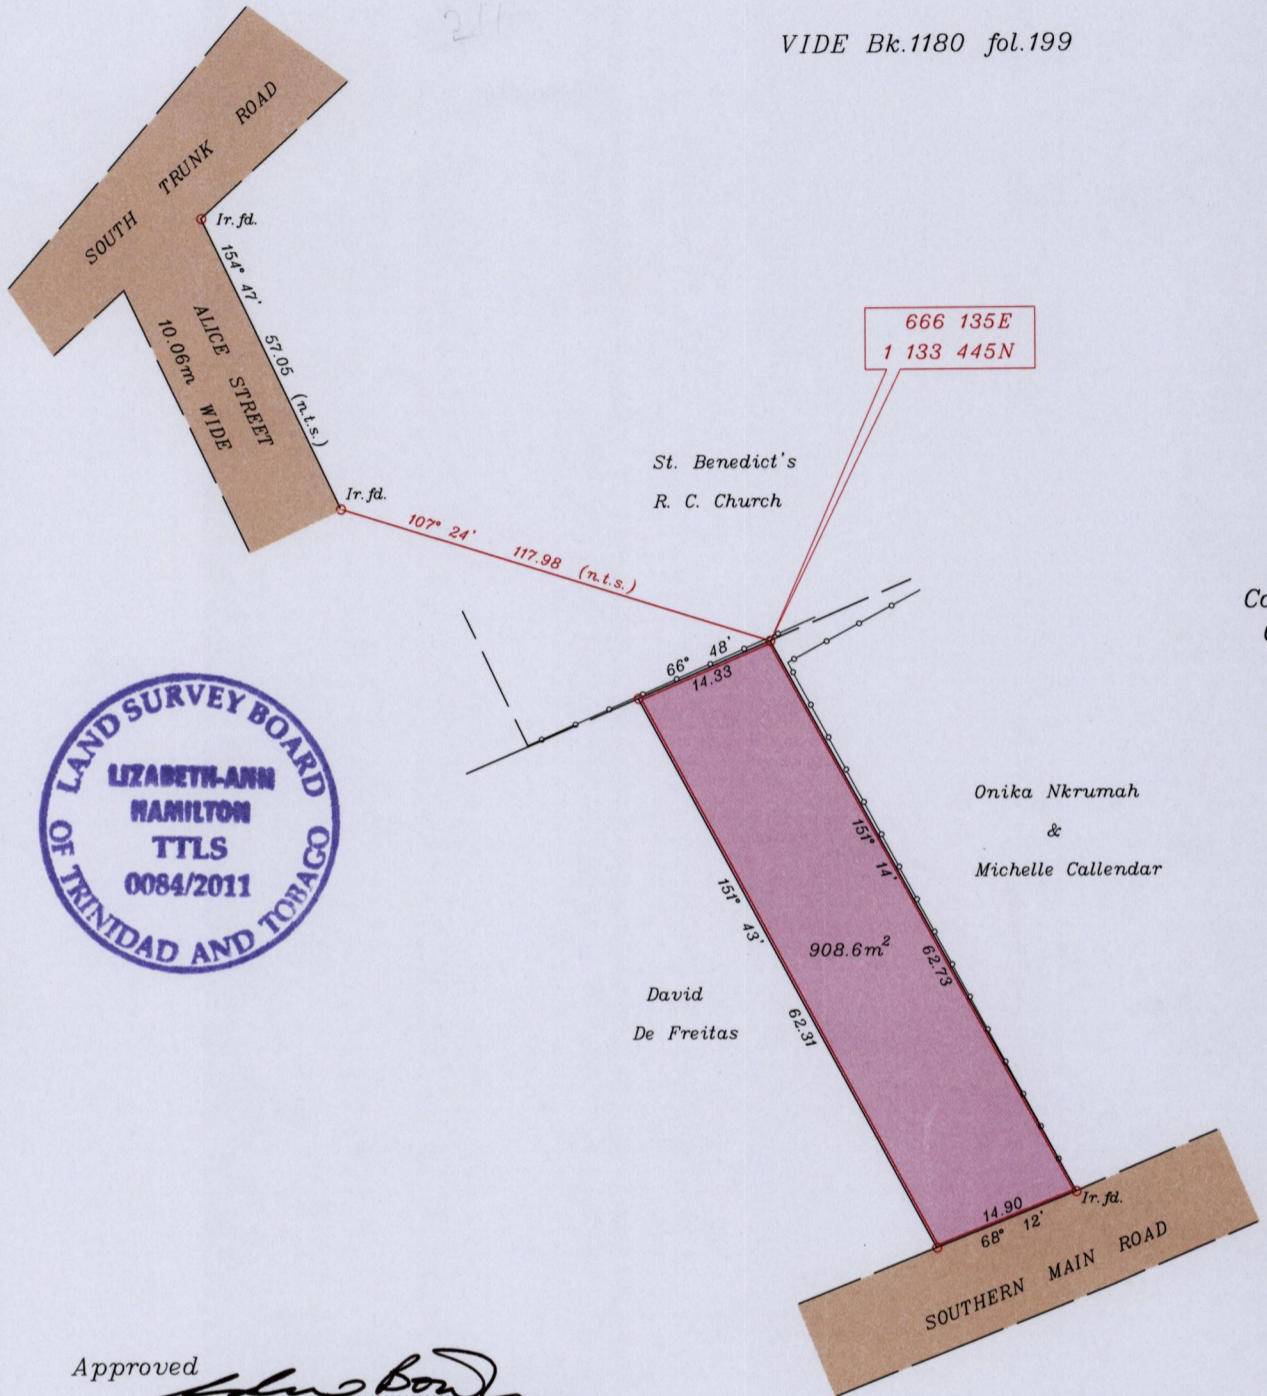 VIDE Bk.1180 fol.199
SOUTH TRUNK ROAD
Ir.fd.
154° 47' 57.05 (n.t.s.)
ALICE STREET
10.06m WIDE
666 135E
1 133 445N
St. Benedict's
R. C. Church
Ir.fd.
107° 24' 117.98 (n.t.s.)
66° 48'
14.33
LAND SURVEY BOARD
OF TRINIDAD AND TOBAGO
LIZABETH-ANN
HAMILTON
TTLS
0084/2011
Onika Nkrumah
&
Michelle Callendar
151° 14' 62.73
151° 43' 62.31
908.6m²
David
De Freitas
14.90
68° 12'
Ir.fd.
SOUTHERN MAIN ROAD
Approved